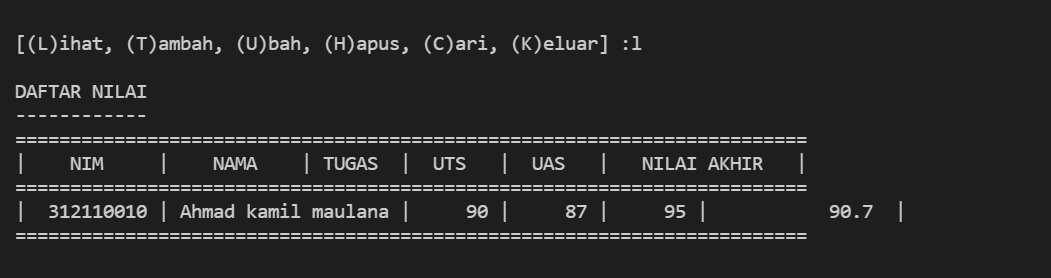 [(L)ihat, (T)ambah, (U)bah, (H)apus, (C)ari, (K)eluar] :l
DAFTAR NILAI
------------
========================================================================
|    NIM     |    NAMA    | TUGAS  |  UTS   |  UAS   |   NILAI AKHIR   |
========================================================================
|  312110010 | Ahmad kamil maulana |     90 |     87 |     95 |           90.7  |
========================================================================